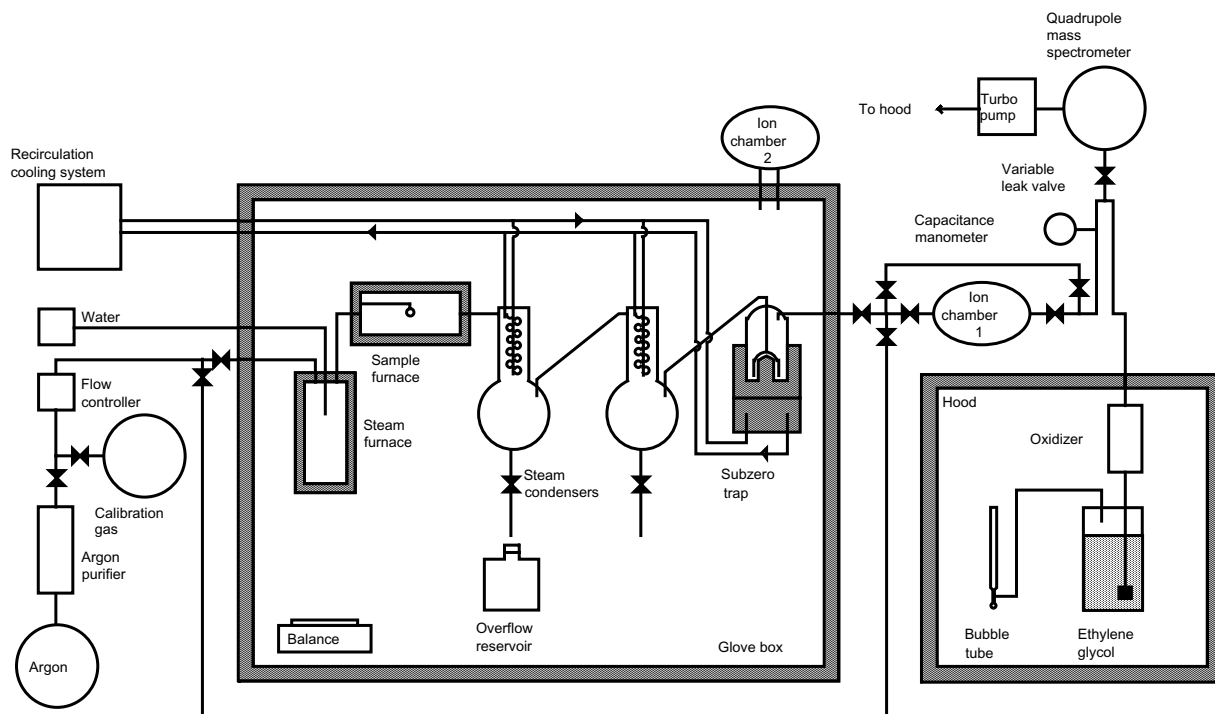 Quadrupole
mass
spectrometer
To hood
Turbo
pump
Ion
chamber
2
Recirculation
cooling system
Variable
leak valve
Capacitance
manometer
Ion
chamber
1
Water
Sample
furnace
Flow
controller
Steam
furnace
Hood
Oxidizer
Steam
condensers
Subzero
trap
Calibration
gas
Argon
purifier
Overflow
reservoir
Balance
Glove box
Bubble
tube
Ethylene
glycol
Argon